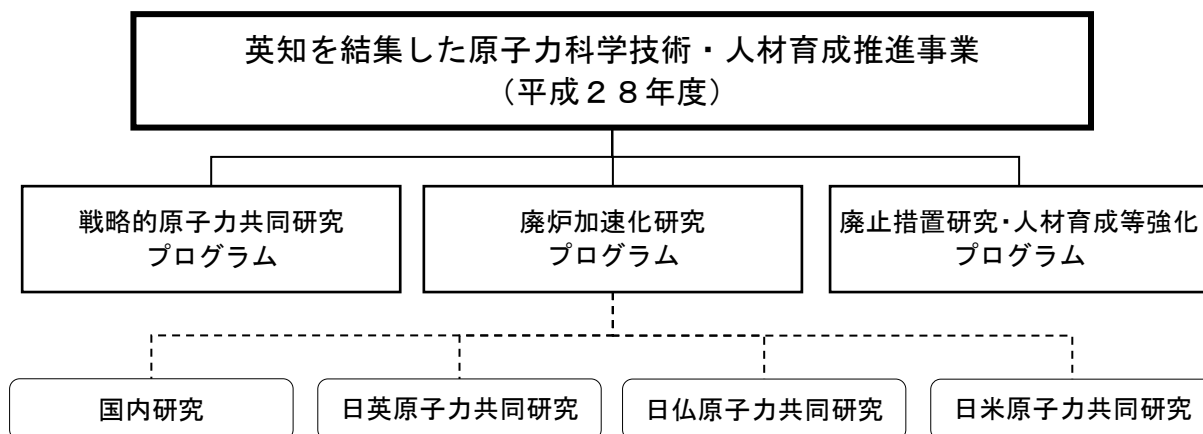 英知を結集した原子力科学技術・人材育成推進事業
（平成２８年度）
戦略的原子力共同研究
プログラム
廃炉加速化研究
プログラム
廃止措置研究・人材育成等強化
プログラム
国内研究
日英原子力共同研究
日仏原子力共同研究
日米原子力共同研究